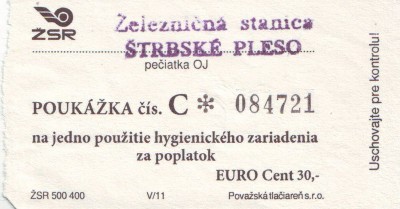 ŽSR
Železničná stanica
ŠTRBSKÉ PLESO
pečiatka OJ
POUKÁŽKA čís. C * 084721
na jedno použitie hygienického zariadenia
za poplatok
EURO Cent 30,-
ŽSR 500 400 V/11 Považská tlačiareň s.r.o.
Uschovajte pre kontrolu!